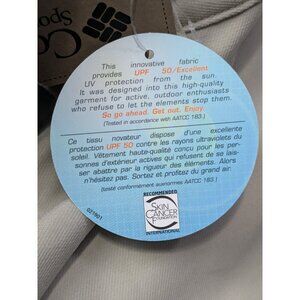 Co
Spo
This innovative fabric
provides UPF 50/Excellent
UV protection from the sun.
It was designed into this high-quality
garment for active, outdoor enthusiasts
who refuse to let the elements stop them.
So go ahead. Get out. Enjoy.
(Tested in accordance with AATCC 183.)
Ce tissu novateur dispose d'une excellente
protection UPF 50 contre les rayons ultraviolets du
soleil. Vêtement haute-qualité conçu pour les per-
sonnes d'extérieur actives qui refusent de se lais-
ser abattre par la rigueur des éléments. Alors
n'hésitez pas. Sortez et profitez du grand air!
(testé conformément aux normes AATCC 183.)
RECOMMENDED
SKIN
CANCER
FOUNDATION
INTERNATIONAL